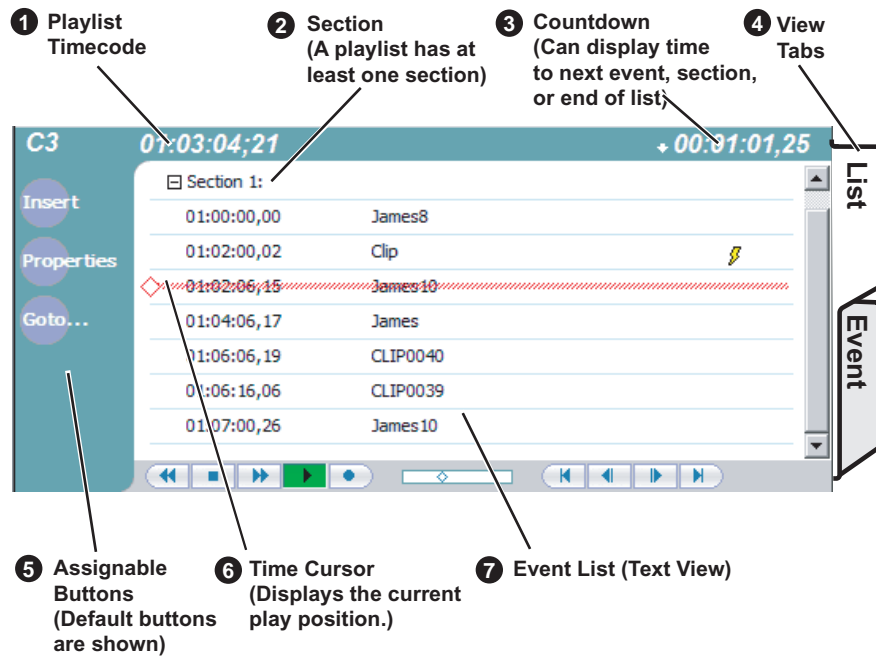 1 Playlist
Timecode
2 Section
(A playlist has at
least one section)
3 Countdown
(Can display time
to next event, section,
or end of list)
4 View
Tabs
C3 01:03:04;21 00:01:01,25
Section 1:
01:00:00,00 James8
01:02:00,02 Clip
01:02:06,15 James10
01:04:06,17 James
01:06:06,19 CLIP0040
01:06:16,06 CLIP0039
01:07:00,26 James10
Insert
Properties
Goto...
List
Event
5 Assignable
Buttons
(Default buttons
are shown)
6 Time Cursor
(Displays the current
play position.)
7 Event List (Text View)